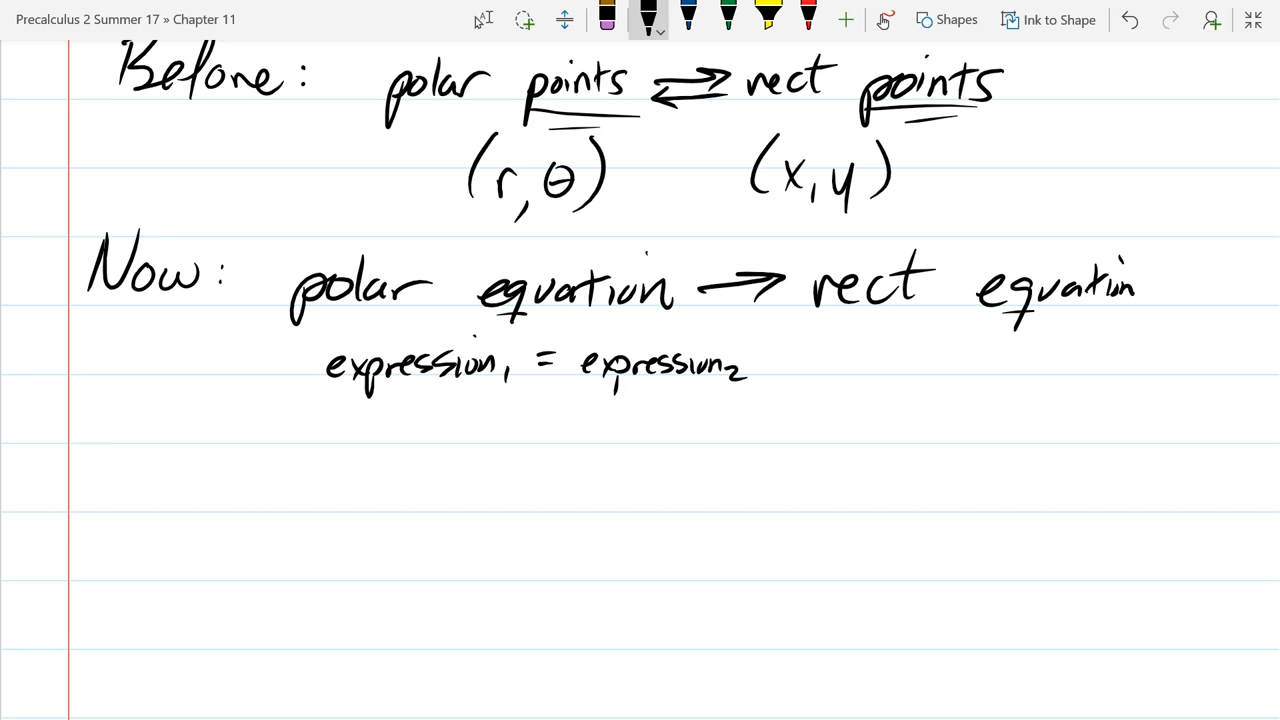 Precalculus 2 Summer 17 » Chapter 11
Shapes
Ink to Shape
Before: polar points ⇄ rect points
(r, θ) (x, y)
Now: polar equation → rect equation
expression₁ = expression₂